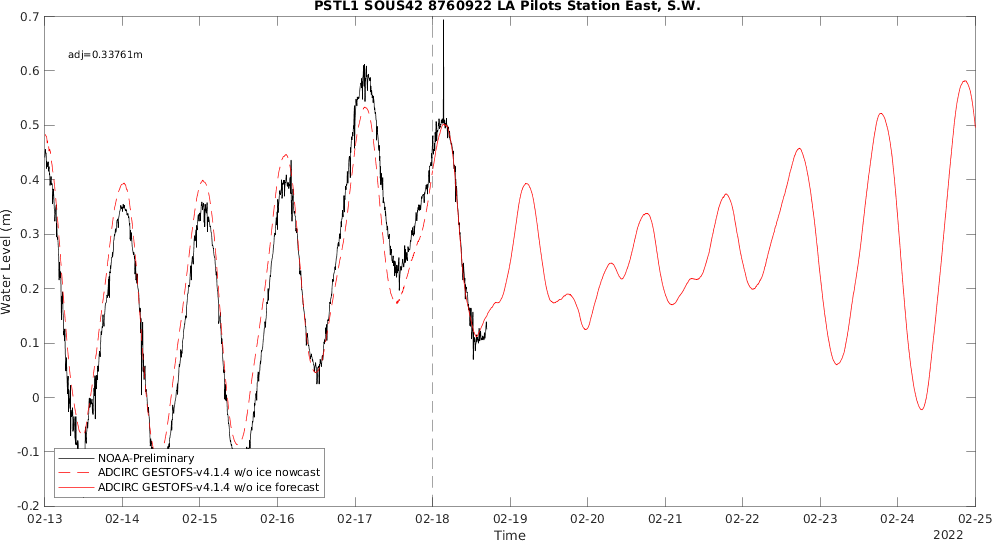 PSTL1 SOUS42 8760922 LA Pilots Station East, S.W.
adj=0.33761m
0.7
0.6
0.5
0.4
0.3
0.2
0.1
0
-0.1
-0.2
Water Level (m)
NOAA-Preliminary
ADCIRC GESTOFS-v4.1.4 w/o ice nowcast
ADCIRC GESTOFS-v4.1.4 w/o ice forecast
02-13 02-14 02-15 02-16 02-17 02-18 02-19 02-20 02-21 02-22 02-23 02-24 02-25
Time
2022